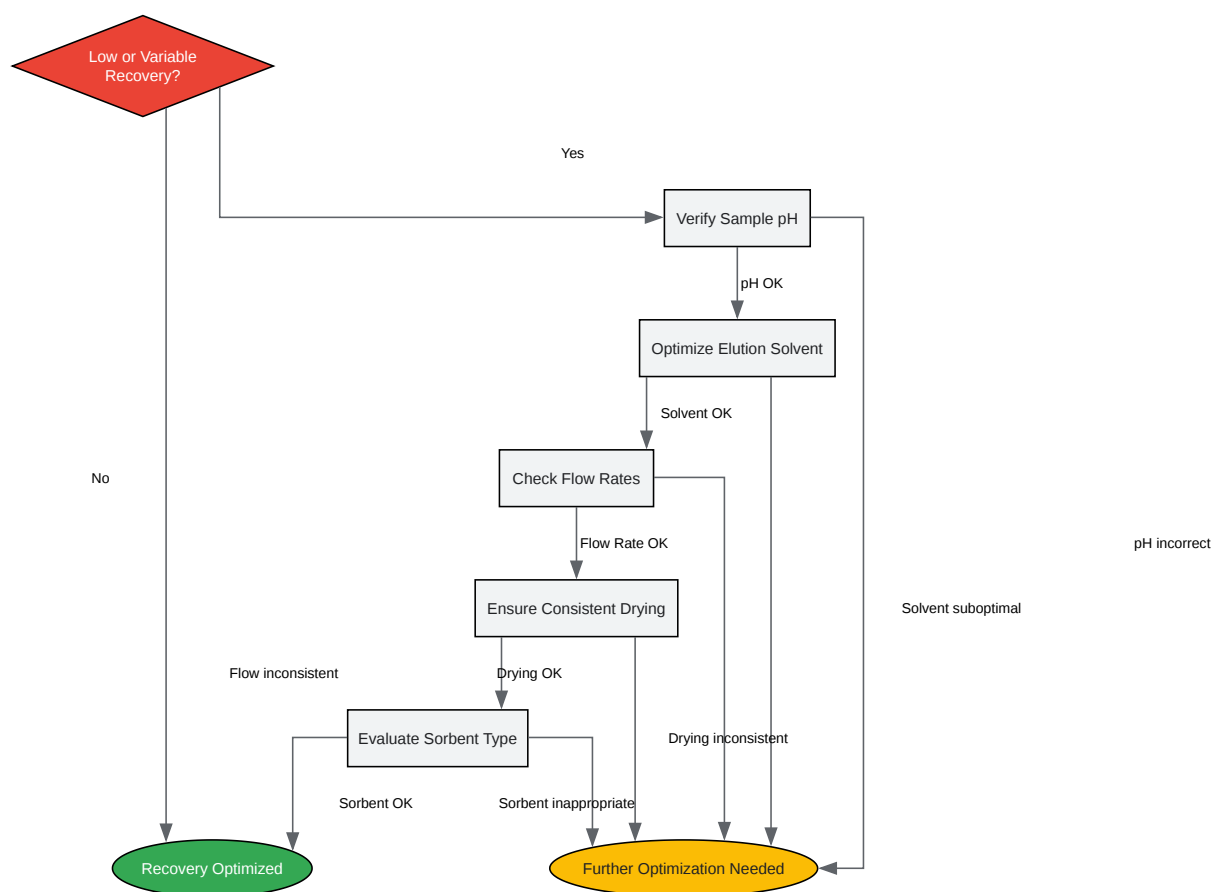 Low or Variable
Recovery?
Yes
Verify Sample pH
pH OK
Optimize Elution Solvent
Solvent OK
Check Flow Rates
No
Flow Rate OK
pH incorrect
Ensure Consistent Drying
Solvent suboptimal
Flow inconsistent
Drying OK
Evaluate Sorbent Type
Drying inconsistent
Sorbent OK
Sorbent inappropriate
Recovery Optimized
Further Optimization Needed